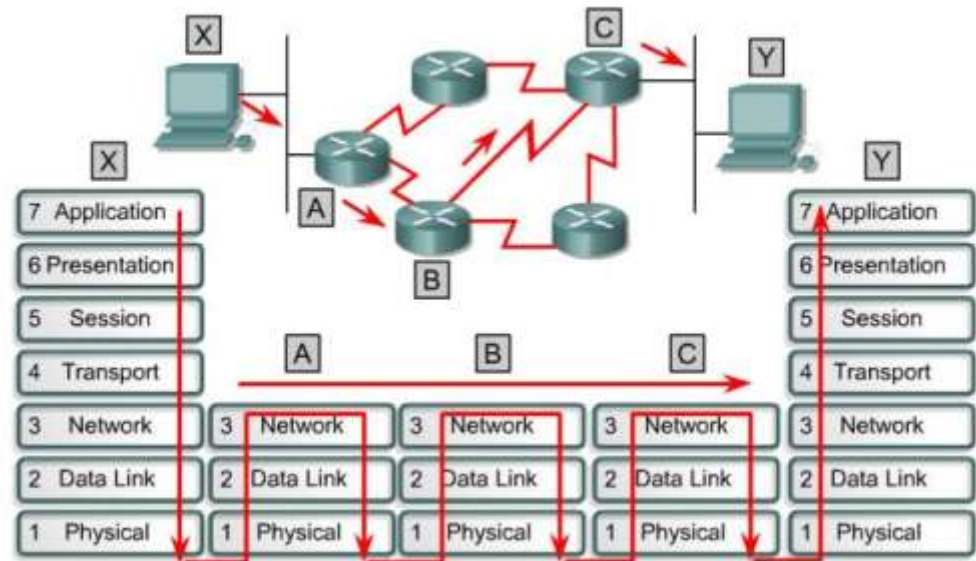 X
C
Y
A
B
X
Y
7 Application
6 Presentation
5 Session
4 Transport
3 Network
2 Data Link
1 Physical
A
3 Network
2 Data Link
1 Physical
B
3 Network
2 Data Link
1 Physical
C
3 Network
2 Data Link
1 Physical
7 Application
6 Presentation
5 Session
4 Transport
3 Network
2 Data Link
1 Physical